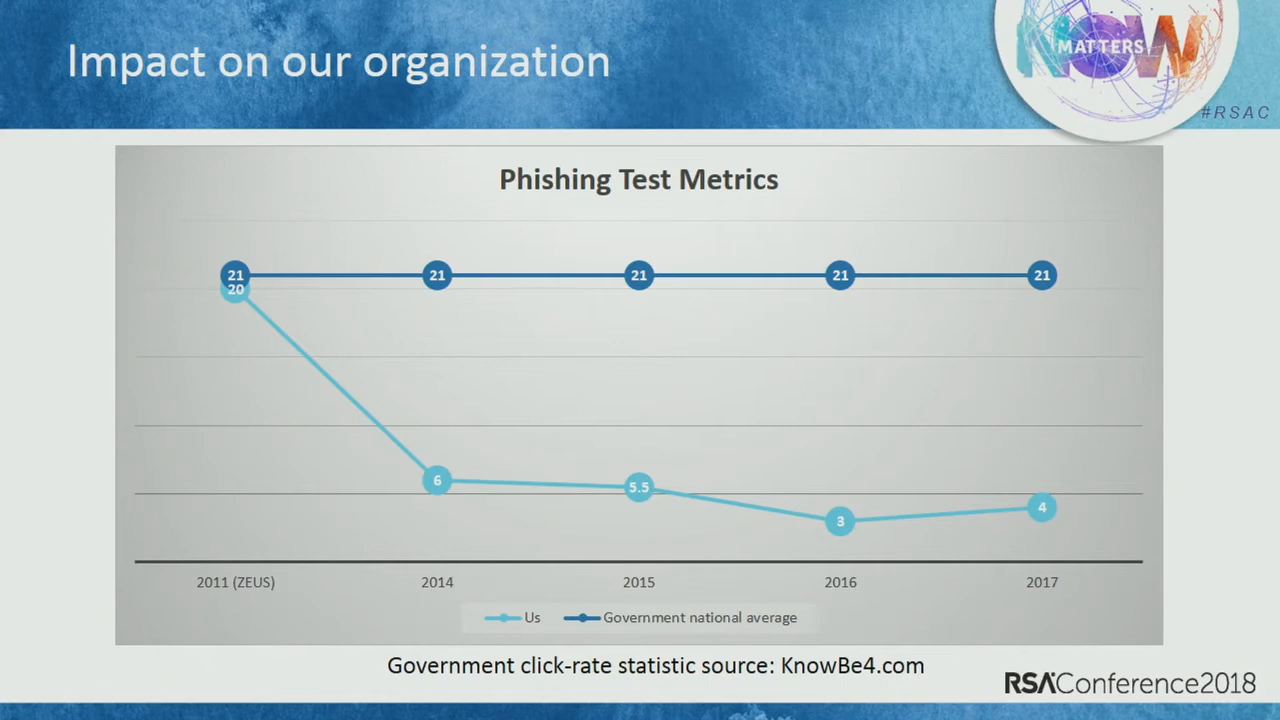 Impact on our organization
NOW
MATTERS
#RSAC
Phishing Test Metrics
21 21 21 21 21
20
6 5.5 3 4
2011 (ZEUS) 2014 2015 2016 2017
Us Government national average
Government click-rate statistic source: KnowBe4.com
RSAConference2018